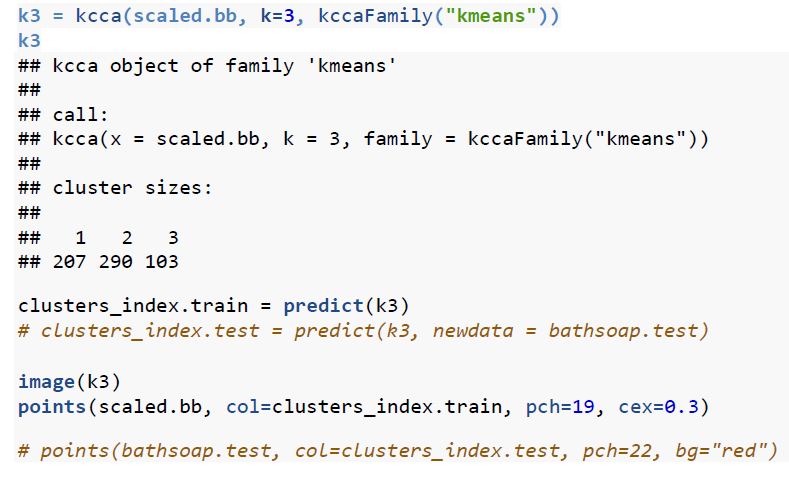 k3 = kcca(scaled.bb, k=3, kccaFamily("kmeans"))
k3
## kcca object of family 'kmeans'
##
## call:
## kcca(x = scaled.bb, k = 3, family = kccaFamily("kmeans"))
##
## cluster sizes:
##
##   1   2   3
## 207 290 103
clusters_index.train = predict(k3)
# clusters_index.test = predict(k3, newdata = bathsoap.test)
image(k3)
points(scaled.bb, col=clusters_index.train, pch=19, cex=0.3)
# points(bathsoap.test, col=clusters_index.test, pch=22, bg="red")